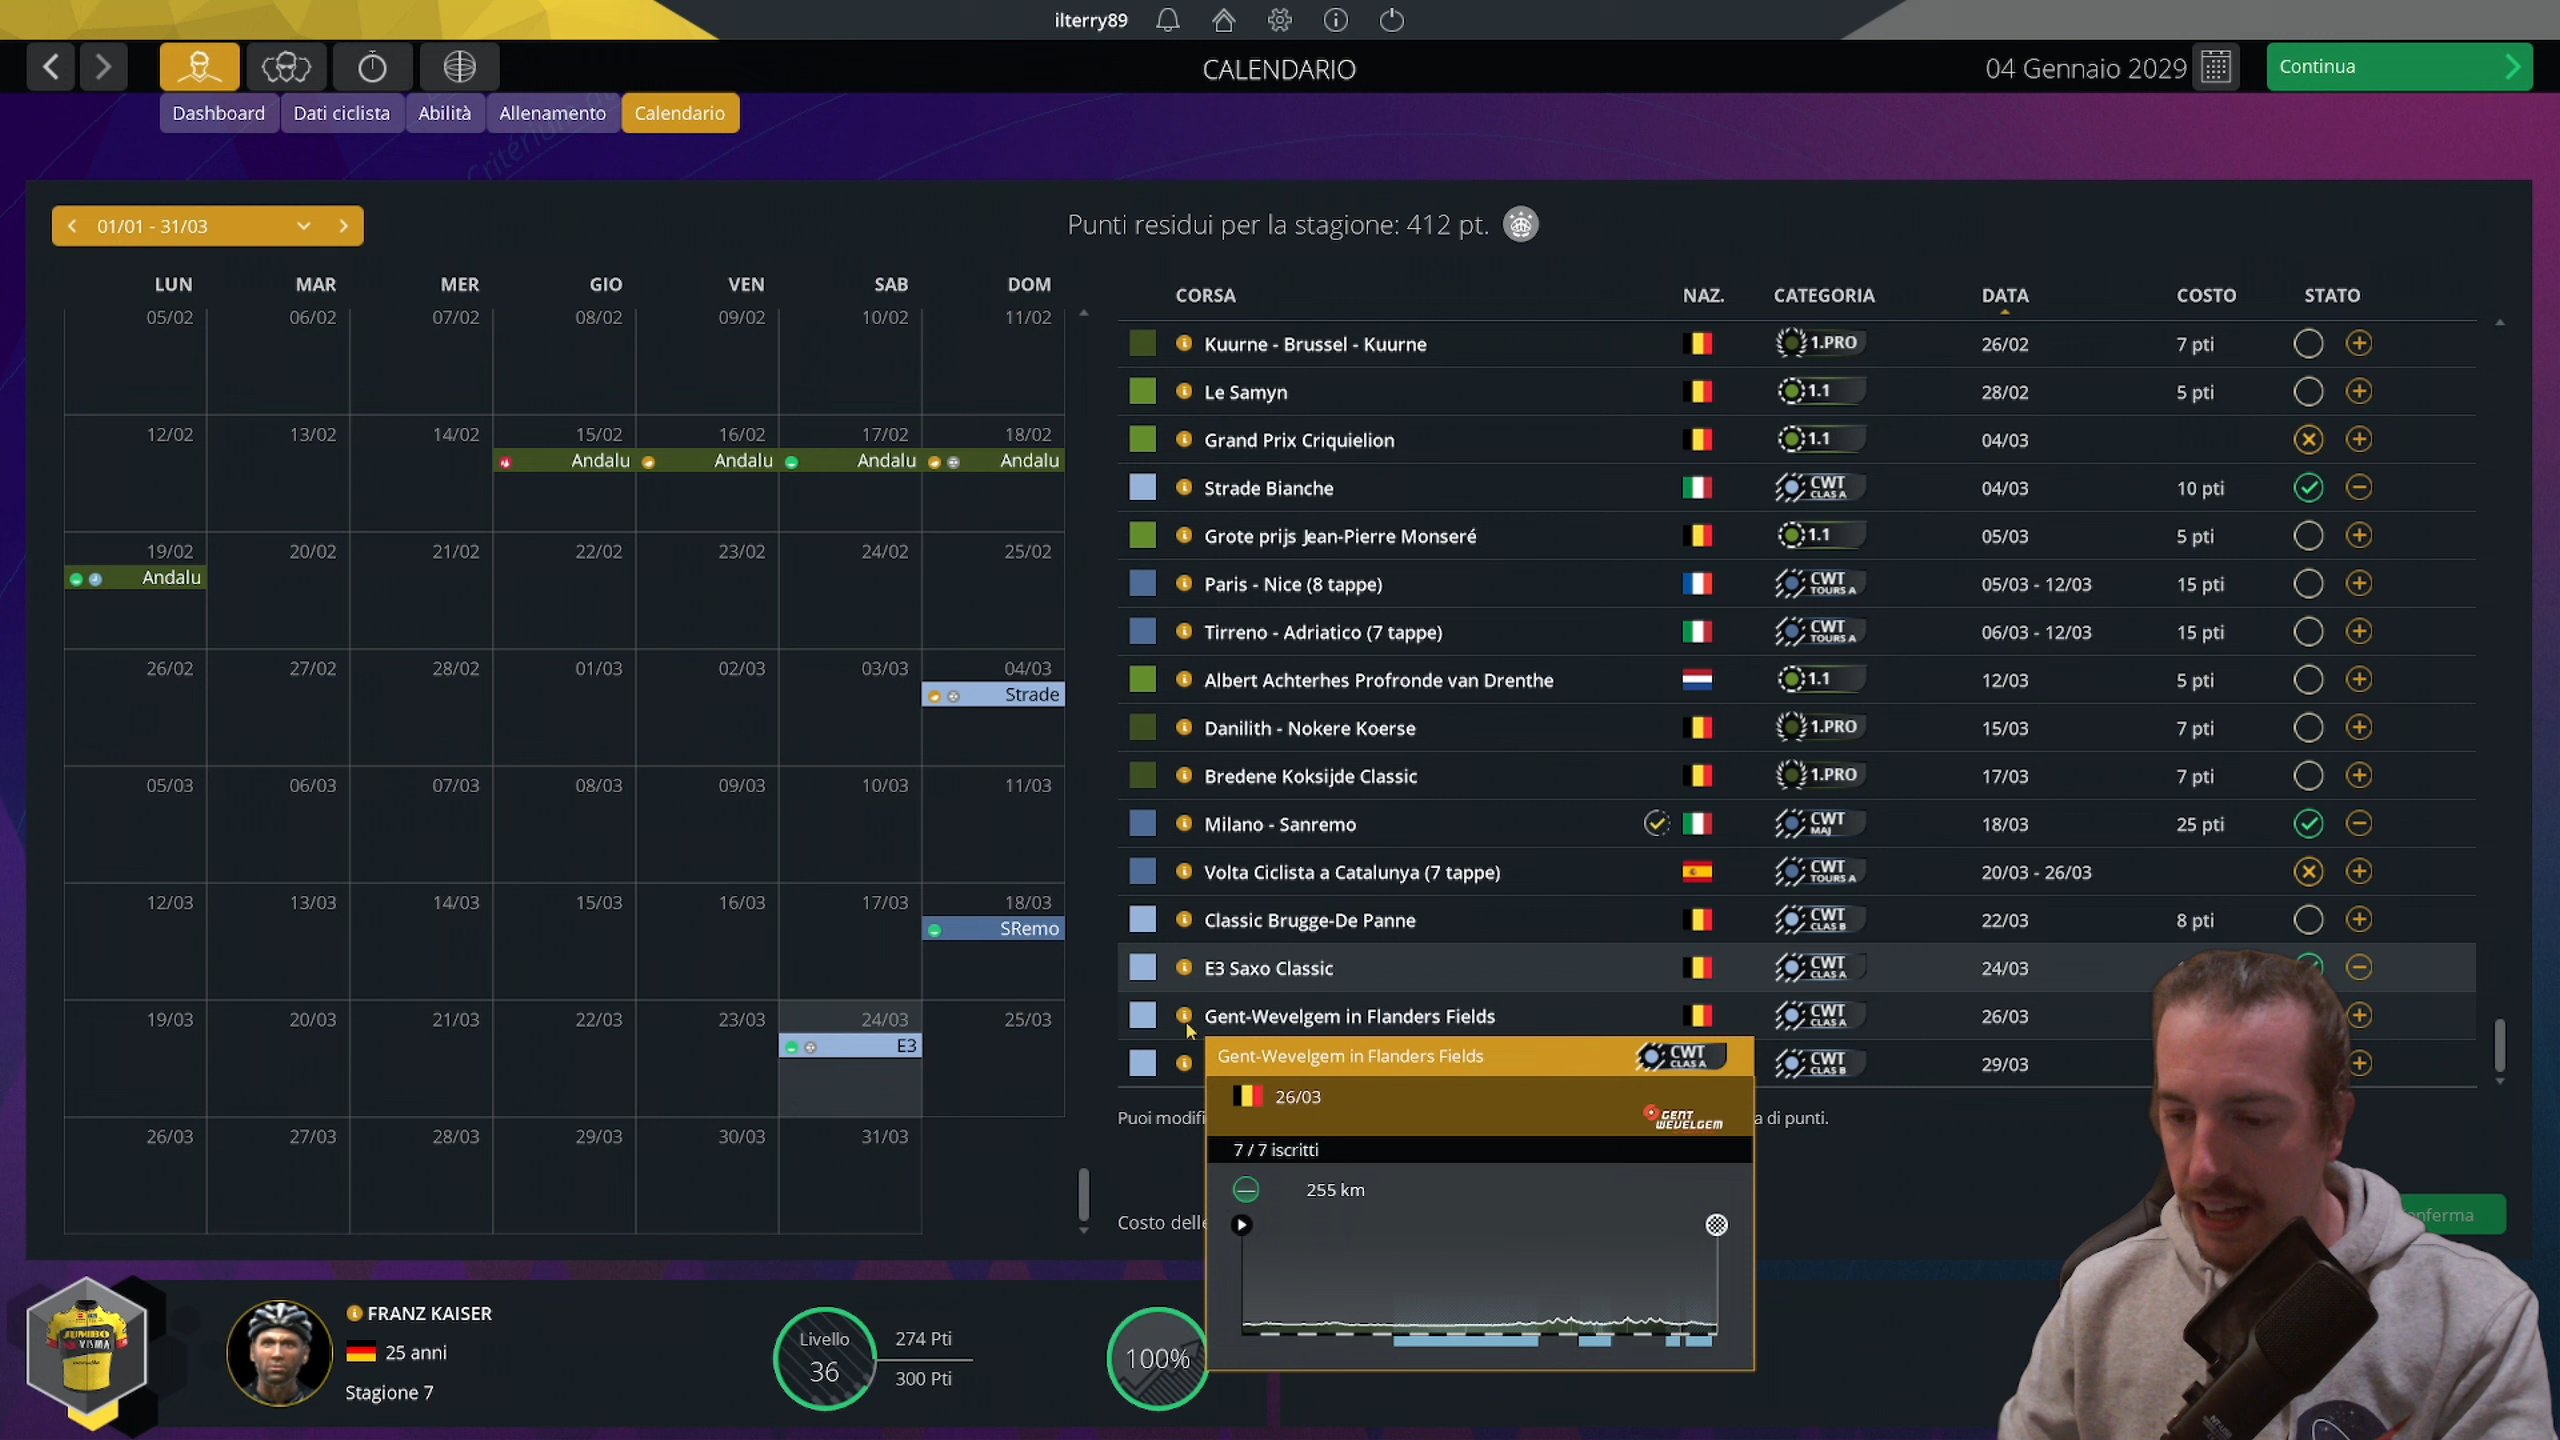 ilterry89
CALENDARIO
04 Gennaio 2029
Continua
Dashboard
Dati ciclista
Abilità
Allenamento
Calendario
01/01 - 31/03
Punti residui per la stagione: 412 pt.
LUN MAR MER GIO VEN SAB DOM
05/02 06/02 07/02 08/02 09/02 10/02 11/02
12/02 13/02 14/02 15/02 16/02 17/02 18/02
Andalu Andalu Andalu Andalu
19/02 20/02 21/02 22/02 23/02 24/02 25/02
Andalu
26/02 27/02 28/02 01/03 02/03 03/03 04/03
Strade
05/03 06/03 07/03 08/03 09/03 10/03 11/03
12/03 13/03 14/03 15/03 16/03 17/03 18/03
SRemo
19/03 20/03 21/03 22/03 23/03 24/03 25/03
E3
26/03 27/03 28/03 29/03 30/03 31/03
CORSA NAZ. CATEGORIA DATA COSTO STATO
Kuurne - Brussel - Kuurne 1.PRO 26/02 7 pti
Le Samyn 1.1 28/02 5 pti
Grand Prix Criquielion 1.1 04/03
Strade Bianche CWT CLAS A 04/03 10 pti
Grote prijs Jean-Pierre Monseré 1.1 05/03 5 pti
Paris - Nice (8 tappe) CWT TOURS A 05/03 - 12/03 15 pti
Tirreno - Adriatico (7 tappe) CWT TOURS A 06/03 - 12/03 15 pti
Albert Achterhes Profronde van Drenthe 1.1 12/03 5 pti
Danilith - Nokere Koerse 1.PRO 15/03 7 pti
Bredene Koksijde Classic 1.PRO 17/03 7 pti
Milano - Sanremo CWT MAJ 18/03 25 pti
Volta Ciclista a Catalunya (7 tappe) CWT TOURS A 20/03 - 26/03
Classic Brugge-De Panne CWT CLAS B 22/03 8 pti
E3 Saxo Classic CWT CLAS A 24/03
Gent-Wevelgem in Flanders Fields CWT CLAS A 26/03
CWT CLAS B 29/03
Gent-Wevelgem in Flanders Fields CWT CLAS A
26/03
GENT WEVELGEM
7 / 7 iscritti
255 km
Puoi modifi
a di punti.
Costo delle
onferma
JUMBO VISMA
FRANZ KAISER
25 anni
Stagione 7
Livello
36
274 Pti
300 Pti
100%